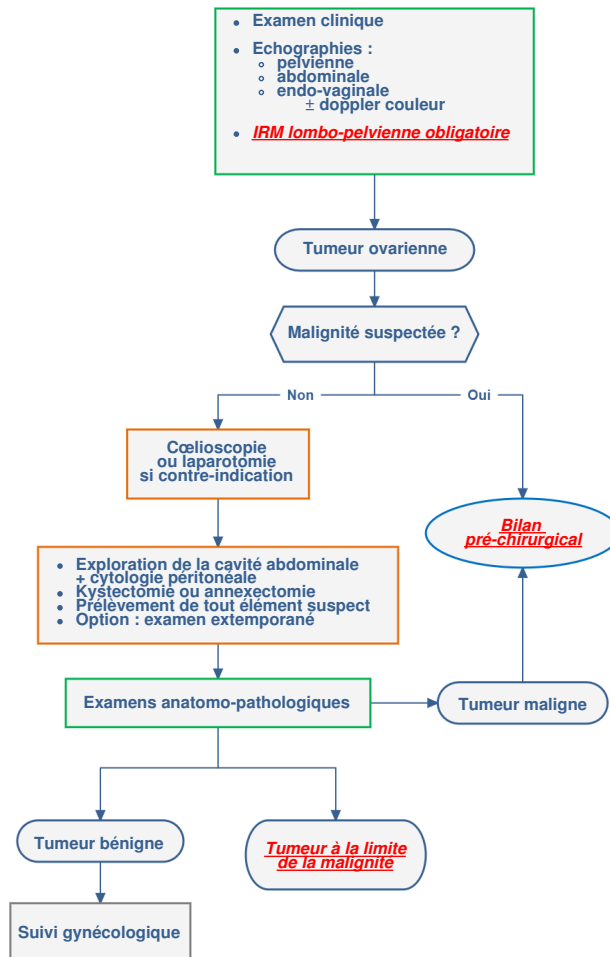 Examen clinique
Echographies :
pelvienne
abdominale
endo-vaginale
± doppler couleur
IRM lombo-pelvienne obligatoire
Tumeur ovarienne
Malignité suspectée ?
Non
Oui
Cœlioscopie
ou laparotomie
si contre-indication
Bilan
pré-chirurgical
Exploration de la cavité abdominale
+ cytologie péritonéale
Kystectomie ou annexectomie
Prélèvement de tout élément suspect
Option : examen extemporané
Examens anatomo-pathologiques
Tumeur maligne
Tumeur bénigne
Tumeur à la limite
de la malignité
Suivi gynécologique